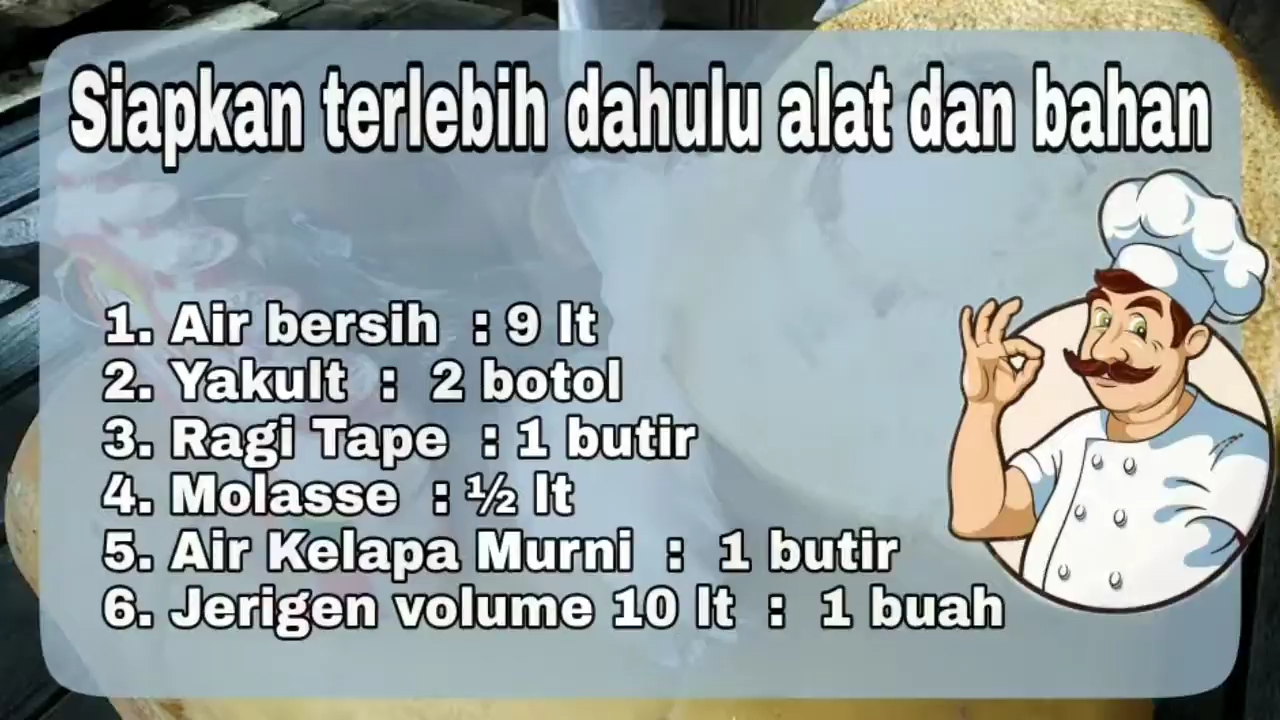 Siapkan terlebih dahulu alat dan bahan
1. Air bersih : 9 lt
2. Yakult : 2 botol
3. Ragi Tape : 1 butir
4. Molasse : ½ lt
5. Air Kelapa Murni : 1 butir
6. Jerigen volume 10 lt : 1 buah